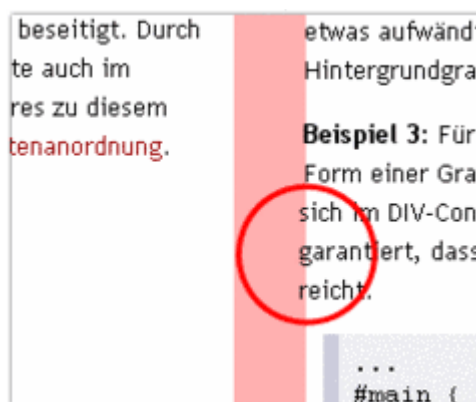 beseitigt. Durch
te auch im
res zu diesem
tenanordnung.
etwas aufwänd
Hintergrundgra
Beispiel 3: Für
Form einer Gra
sich im DIV-Con
garantiert, dass
reicht.
...
#main {